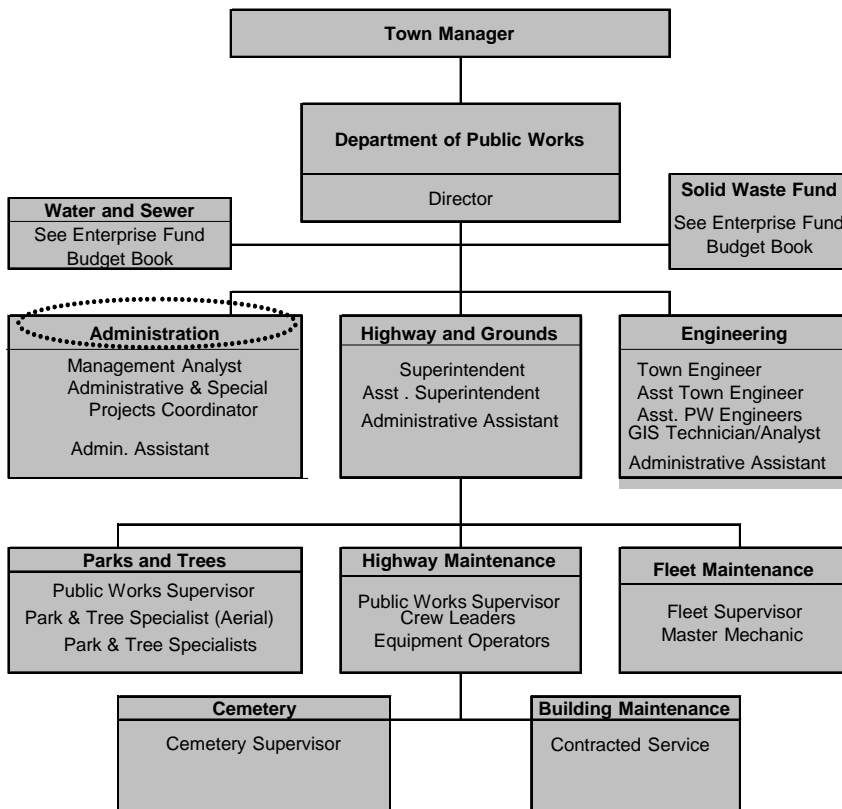 Town Manager
Department of Public Works
Director
Water and Sewer
See Enterprise Fund
Budget Book
Solid Waste Fund
See Enterprise Fund
Budget Book
Administration
Management Analyst
Administrative & Special
Projects Coordinator
Admin. Assistant
Highway and Grounds
Superintendent
Asst . Superintendent
Administrative Assistant
Engineering
Town Engineer
Asst Town Engineer
Asst. PW Engineers
GIS Technician/Analyst
Administrative Assistant
Parks and Trees
Public Works Supervisor
Park & Tree Specialist (Aerial)
Park & Tree Specialists
Highway Maintenance
Public Works Supervisor
Crew Leaders
Equipment Operators
Fleet Maintenance
Fleet Supervisor
Master Mechanic
Cemetery
Cemetery Supervisor
Building Maintenance
Contracted Service